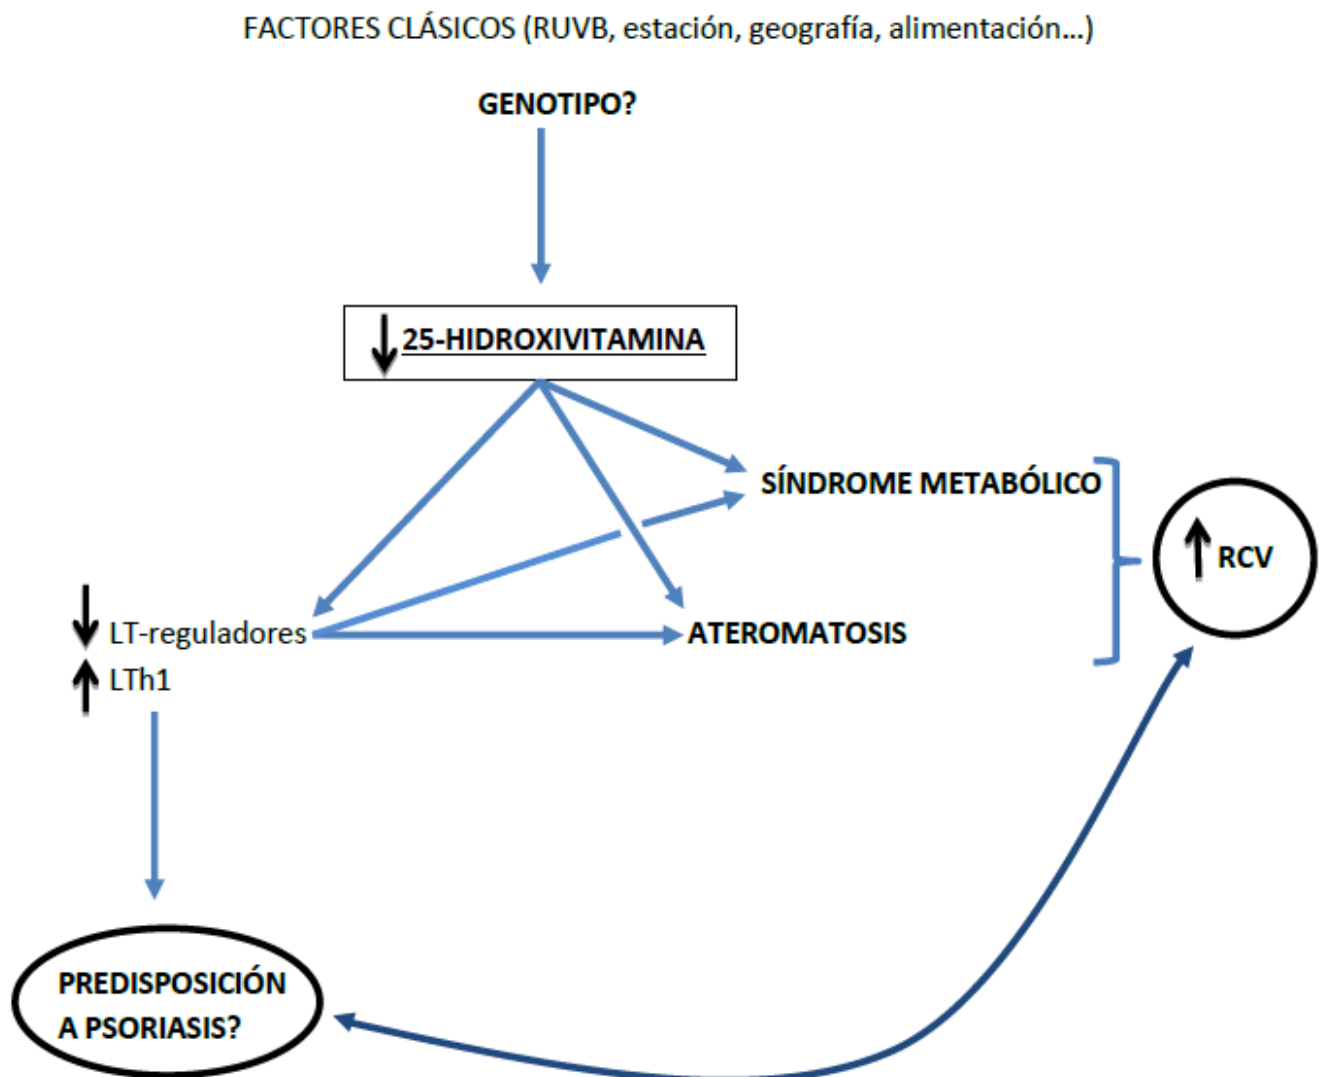 FACTORES CLÁSICOS (RUVB, estación, geografía, alimentación...)
GENOTIPO?
25-HIDROXIVITAMINA
SÍNDROME METABÓLICO
RCV
LT-reguladores
ATEROMATOSIS
LTh1
PREDISPOSICIÓN
A PSORIASIS?